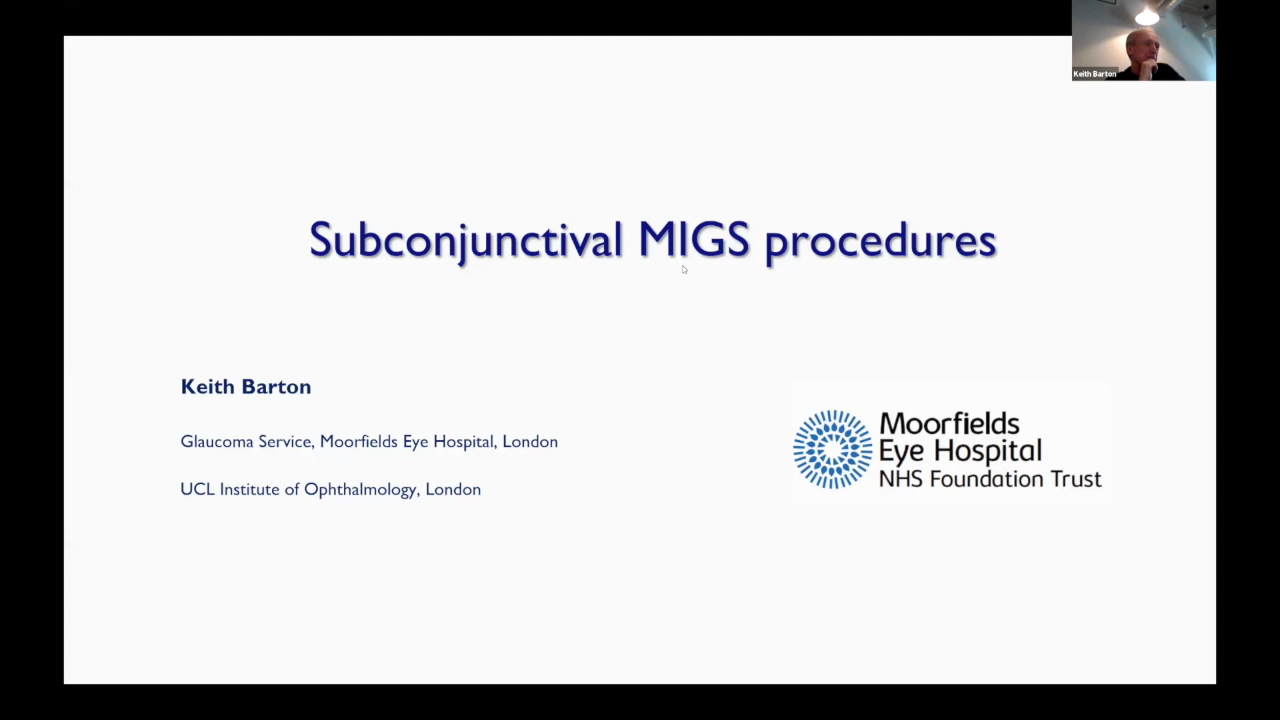 Keith Barton
Subconjunctival MIGS procedures
Keith Barton
Glaucoma Service, Moorfields Eye Hospital, London
UCL Institute of Ophthalmology, London
Moorfields
Eye Hospital
NHS Foundation Trust